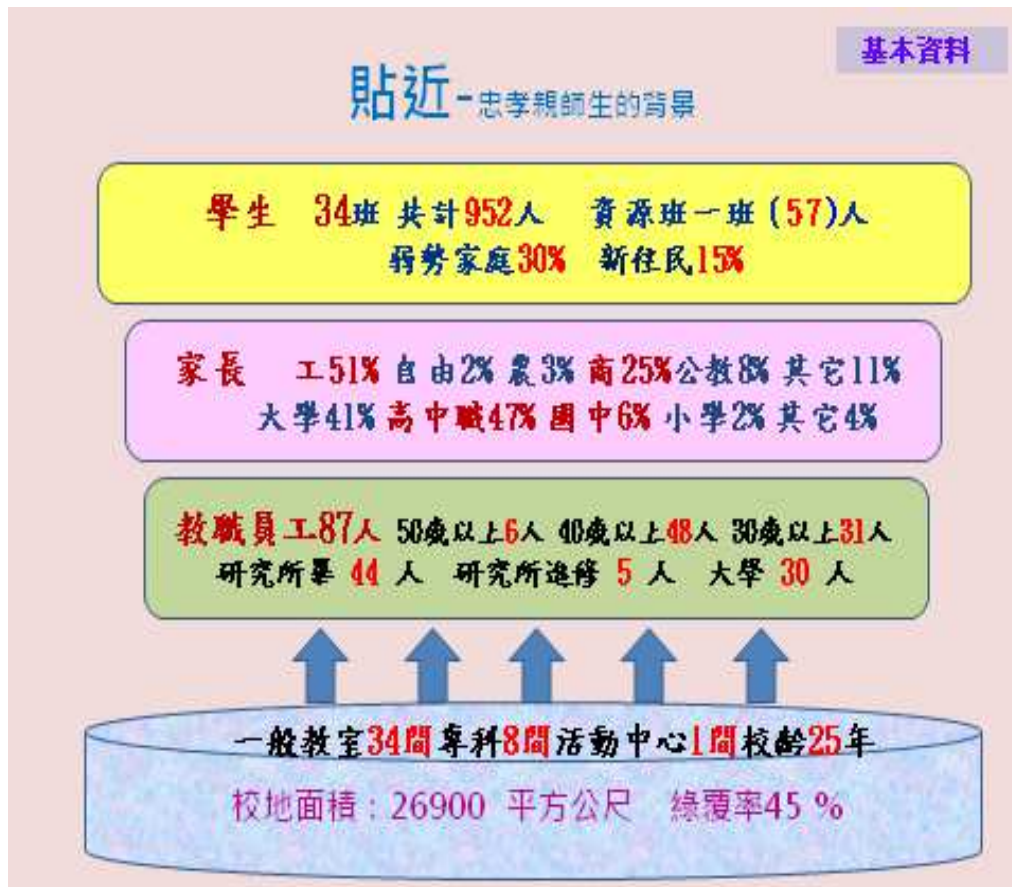 基本資料
貼近-忠孝親師生的背景
學生 34班 共計952人 資源班一班 (57)人
弱勢家庭30% 新住民15%
家長 工51% 自由2% 農3% 商25% 公教8% 其它11%
大學41% 高中職47% 國中6% 小學2% 其它4%
教職員工87人 50歲以上6人 40歲以上48人 30歲以上31人
研究所畢 44 人 研究所進修 5 人 大學 30 人
一般教室34間專科8間活動中心1間校齡25年
校地面積：26900 平方公尺 綠覆率45 %